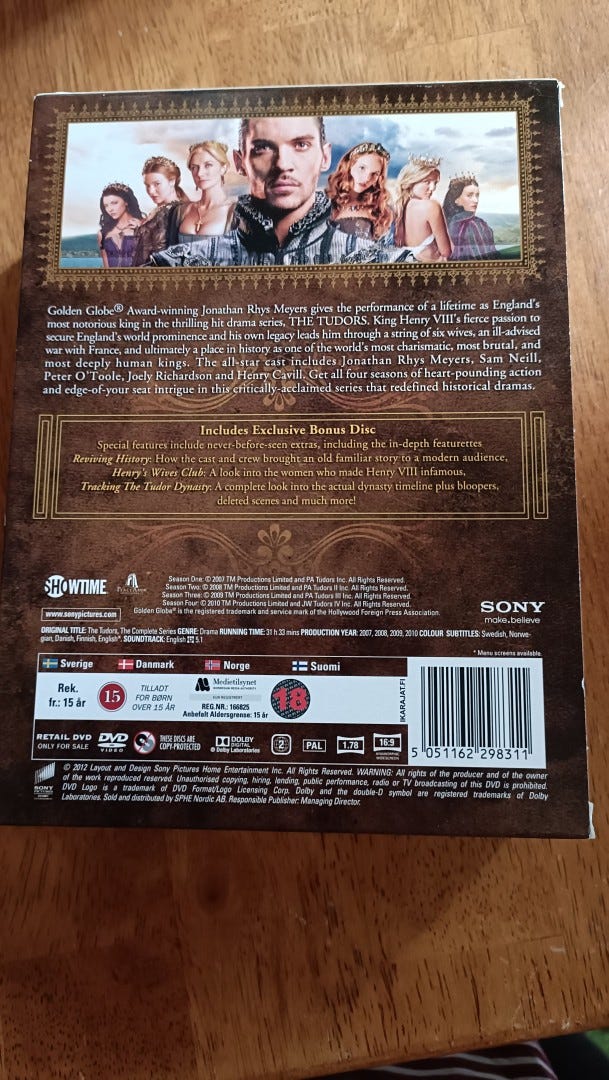 Golden Globe® Award-winning Jonathan Rhys Meyers gives the performance of a lifetime as England's
most notorious king in the thrilling hit drama series, THE TUDORS. King Henry VIII's fierce passion to
secure England's world prominence and his own legacy leads him through a string of six wives, an ill-advised
war with France, and ultimately a place in history as one of the world's most charismatic, most brutal, and
most deeply human kings. The all-star cast includes Jonathan Rhys Meyers, Sam Neill,
Peter O'Toole, Joely Richardson and Henry Cavill. Get all four seasons of heart-pounding action
and edge-of-your seat intrigue in this critically-acclaimed series that redefined historical dramas.
Includes Exclusive Bonus Disc
Special features include never-before-seen extras, including the in-depth featurettes
Reviving History: How the cast and crew brought an old familiar story to a modern audience,
Henry's Wives Club: A look into the women who made Henry VIII infamous,
Tracking The Tudor Dynasty: A complete look into the actual dynasty timeline plus bloopers,
deleted scenes and much more!
SHOWTIME
Season One: © 2007 TM Productions Limited and PA Tudors Inc. All Rights Reserved.
Season Two: © 2008 TM Productions Limited and PA Tudors II Inc. All Rights Reserved.
Season Three: © 2009 TM Productions Limited and PA Tudors III Inc. All Rights Reserved.
Season Four: © 2010 TM Productions Limited and JW Tudors IV Inc. All Rights Reserved.
Golden Globe® is the registered trademark and service mark of the Hollywood Foreign Press Association.
www.sonypictures.com
SONY
make.believe
ORIGINAL TITLE: The Tudors, The Complete Series GENRE: Drama RUNNING TIME: 31 h 33 mins PRODUCTION YEAR: 2007, 2008, 2009, 2010 COLOUR SUBTITLES: Swedish, Norwe-
gian, Danish, Finnish, English*. SOUNDTRACK: English 5.1
* Menu screens available.
Sverige Danmark Norge Suomi
Rek.
fr.: 15 år
15
TILLADT
FOR BØRN
OVER 15 ÅR
Medietilsynet
NORWEGIAN MEDIA AUTHORITY
KUN REGISTRERT
REG.NR.: 166825
Anbefalt Aldersgrense: 15 år
18
IKARAJAT.FI
5 051162 298311
RETAIL DVD
ONLY FOR SALE
DVD
VIDEO
THESE DISCS ARE
COPY-PROTECTED
DOLBY
DIGITAL
Dolby Laboratories
2
PAL
1.78
16:9
ANAMORPHIC
WIDESCREEN
SONY
PICTURES
© 2012 Layout and Design Sony Pictures Home Entertainment Inc. All Rights Reserved. WARNING: All rights of the producer and of the owner
of the work reproduced reserved. Unauthorised copying, hiring, lending, public performance, radio or TV broadcasting of this DVD is prohibited.
DVD Logo is a trademark of DVD Format/Logo Licensing Corp. Dolby and the double-D symbol are registered trademarks of Dolby
Laboratories. Sold and distributed by SPHE Nordic AB. Responsible Publisher: Managing Director.